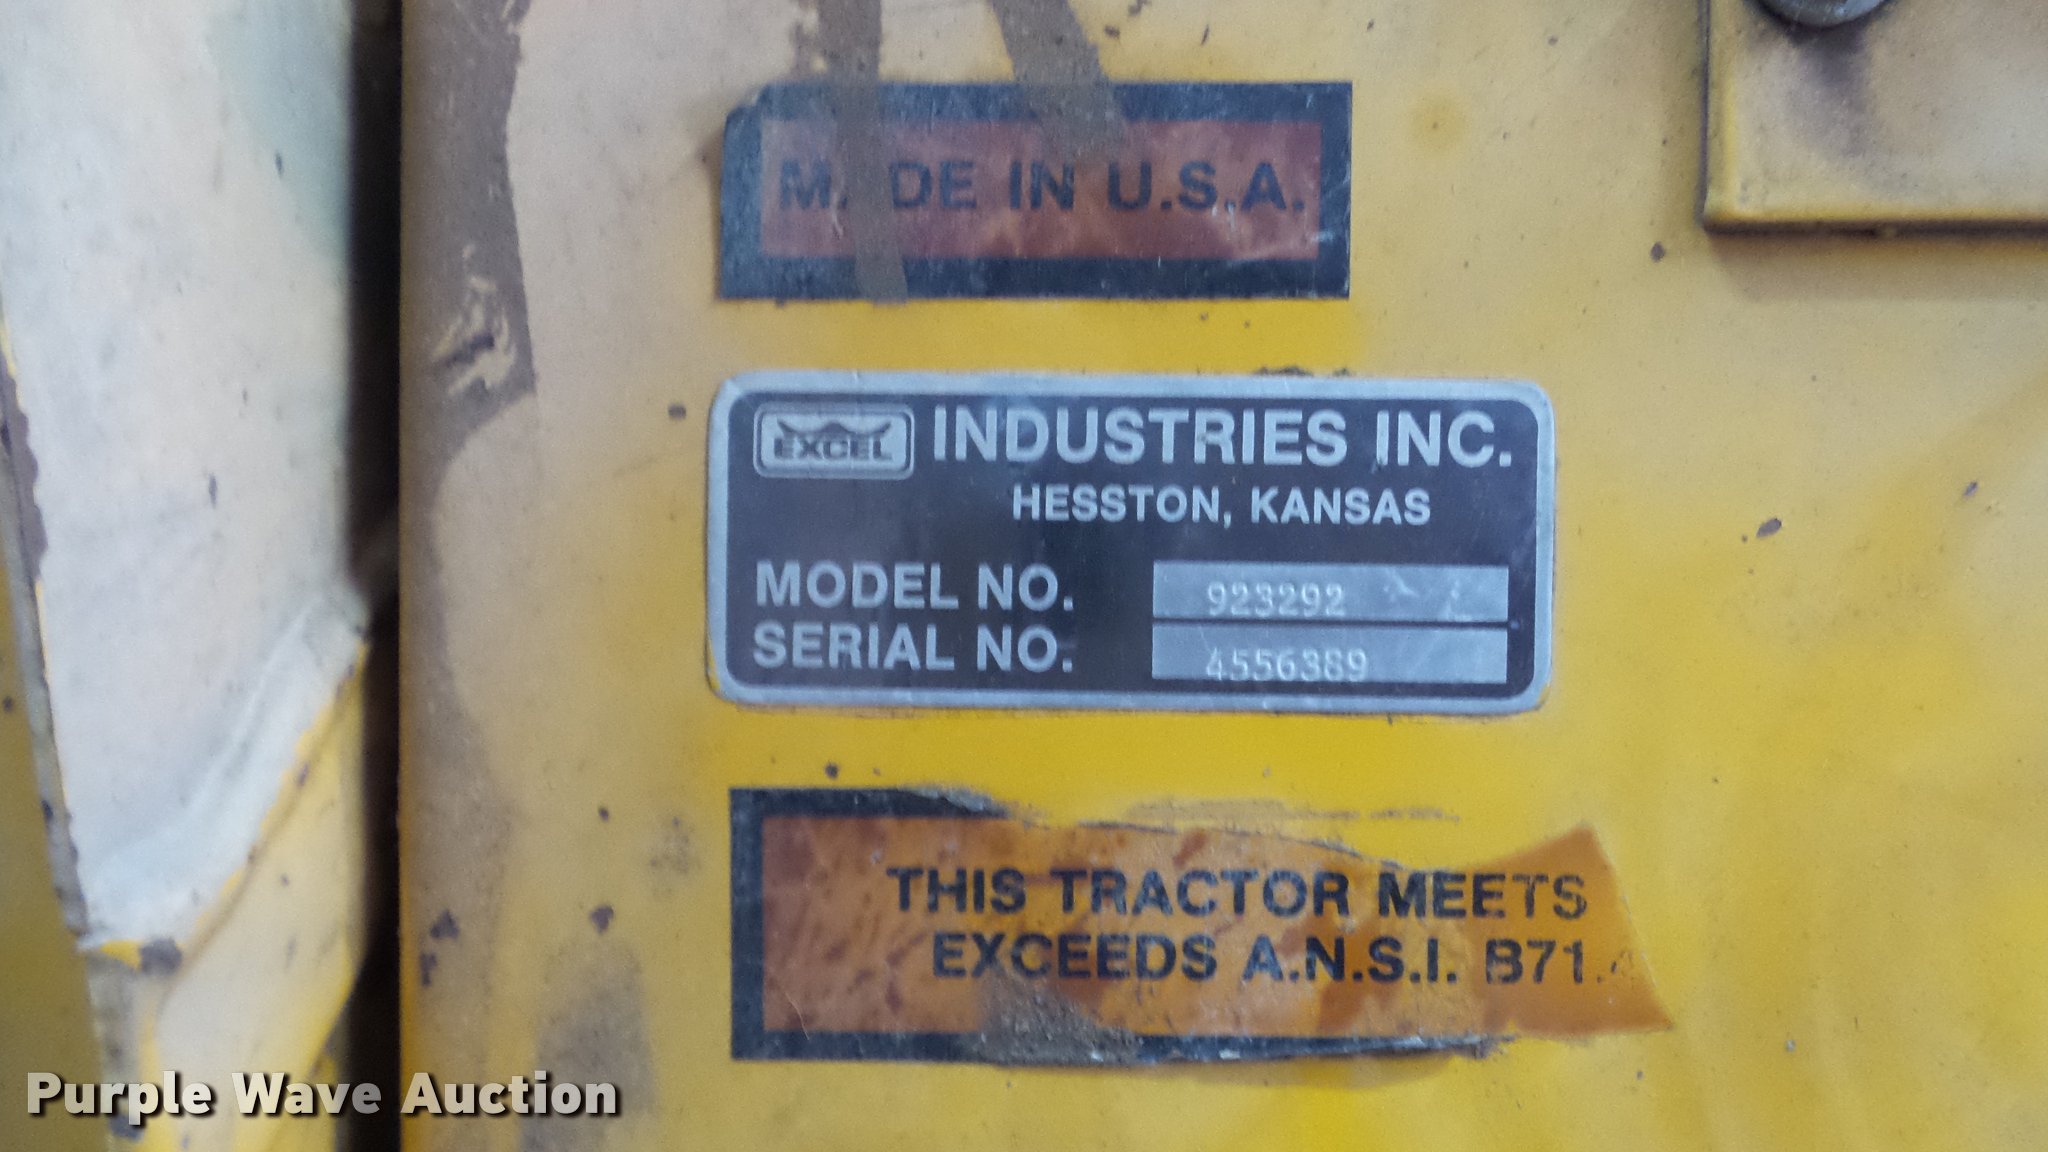 M. DE IN U.S.A.
EXCEL INDUSTRIES INC.
HESSTON, KANSAS
MODEL NO. 923292
SERIAL NO. 4556389
THIS TRACTOR MEETS
EXCEEDS A.N.S.I. B71.
Purple Wave Auction